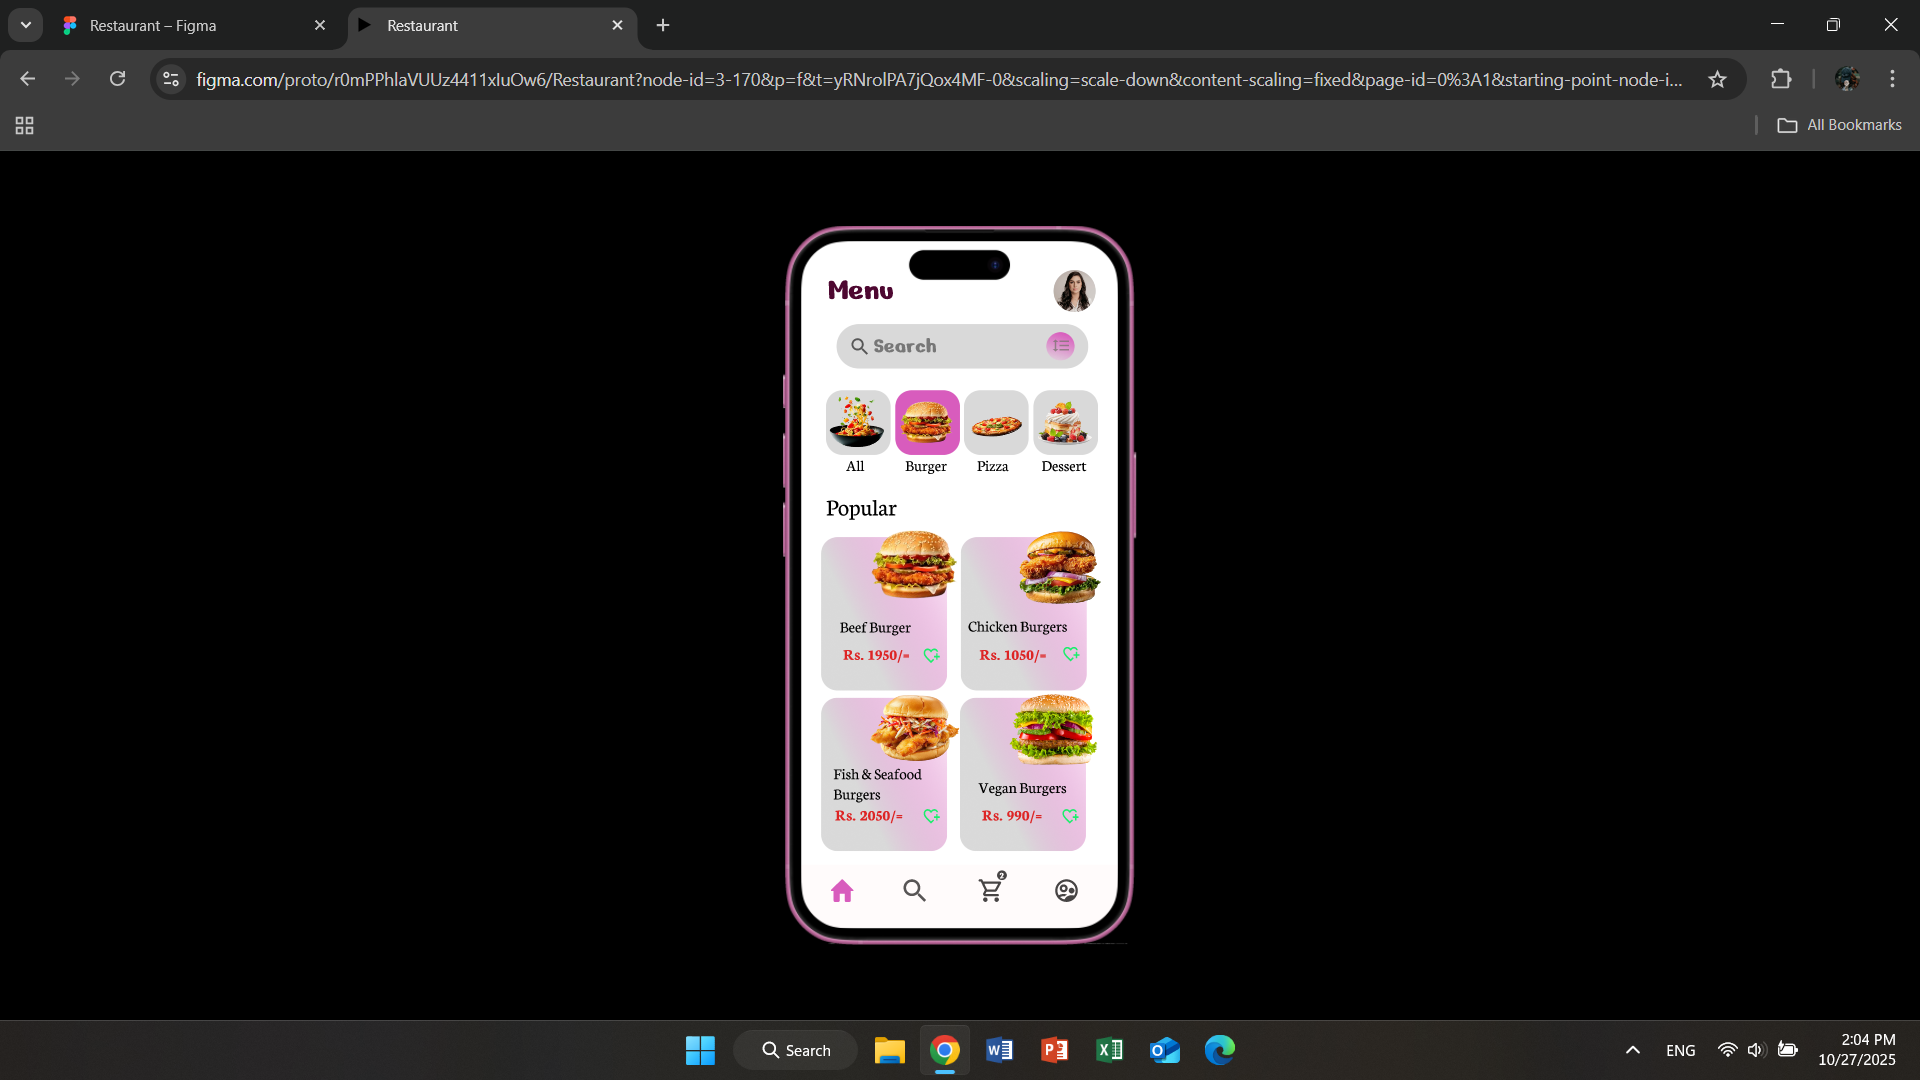 Restaurant – Figma
Restaurant
figma.com/proto/r0mPPhlaVUUz4411xIuOw6/Restaurant?node-id=3-170&p=f&t=yRNrolPA7jQox4MF-0&scaling=scale-down&content-scaling=fixed&page-id=0%3A1&starting-point-node-i...
All Bookmarks
Menu
Search
All Burger Pizza Dessert
Popular
Beef Burger Chicken Burgers
Rs. 1950/= Rs. 1050/=
Fish & Seafood
Burgers
Vegan Burgers
Rs. 2050/= Rs. 990/=
2
Search
ENG
2:04 PM
10/27/2025